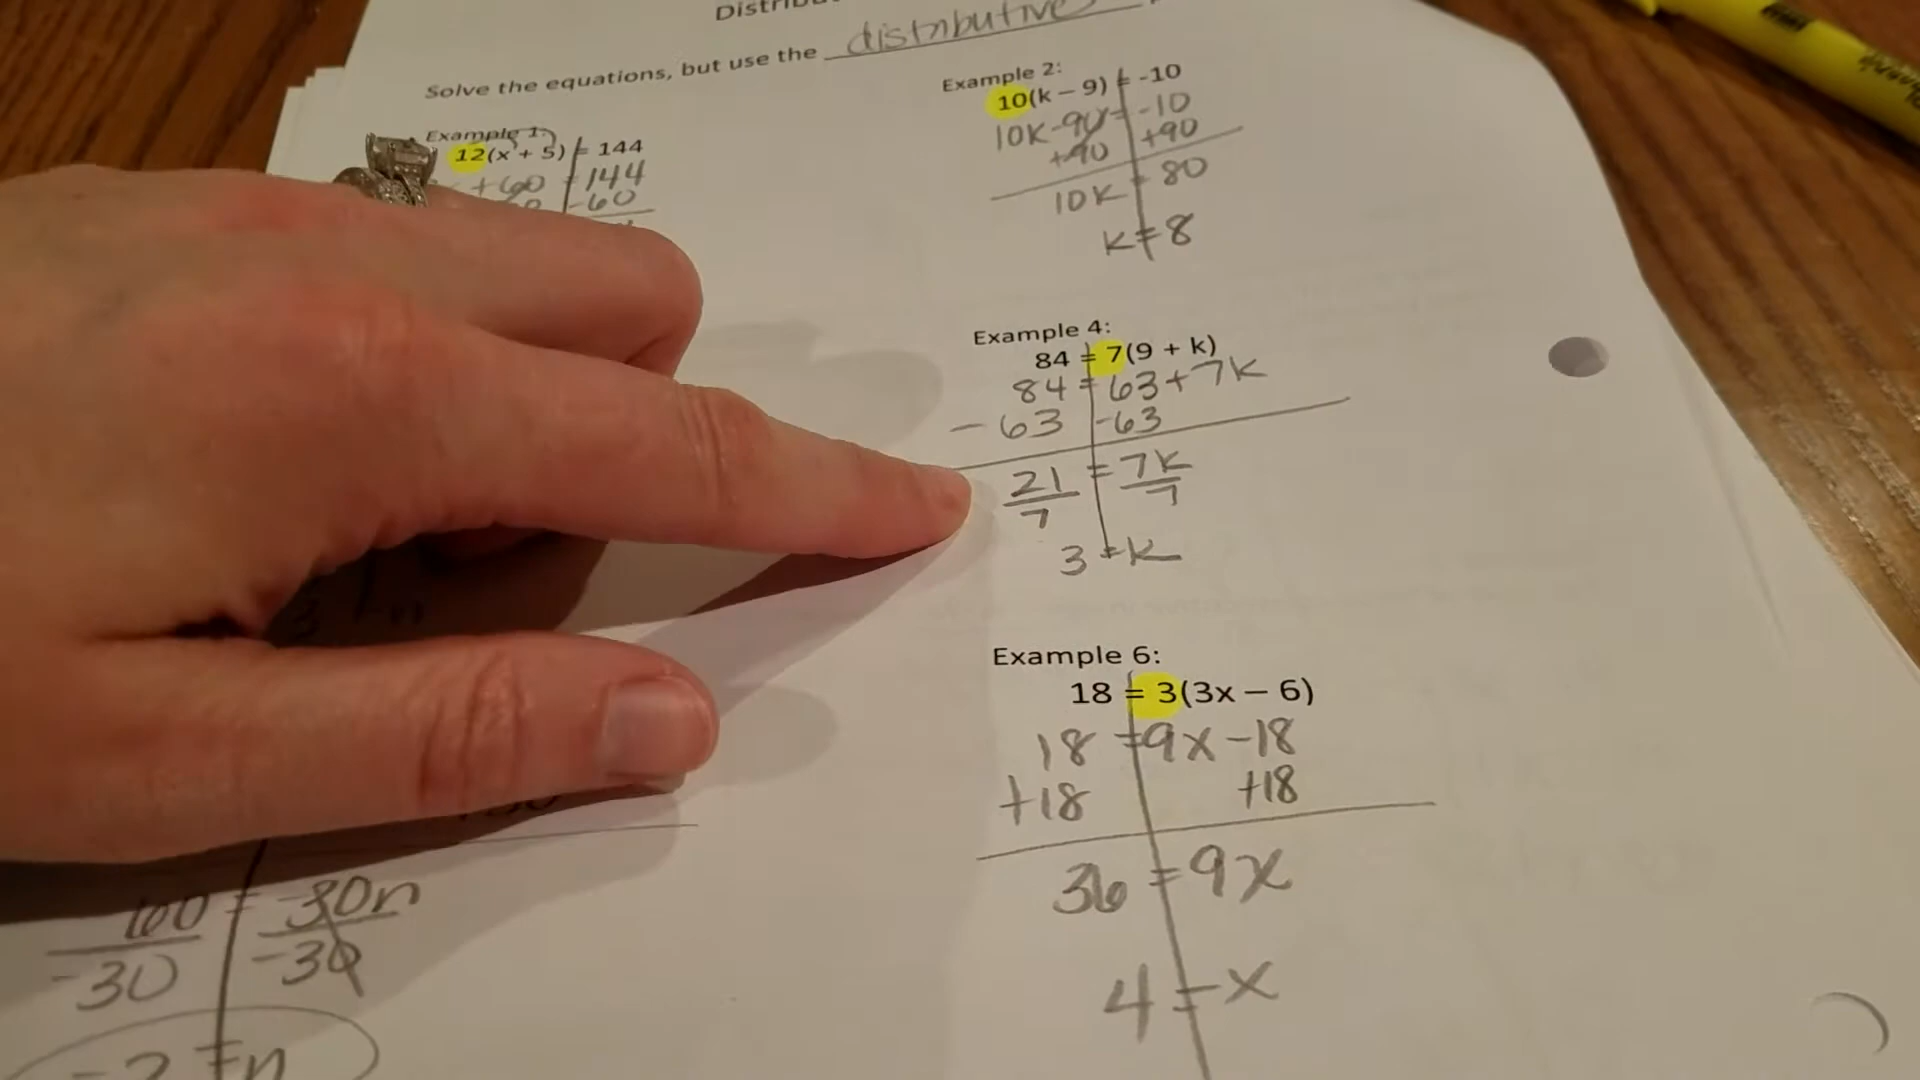 Solve the equations, but use the distributive
Example 1:
12(x + 5) = 144
+60 = 144
-60
Example 2:
10(k – 9) = -10
10K-90 = -10
+90 +90
10K = 80
K=8
Example 4:
84 = 7(9 + k)
84 = 63+7K
-63 -63
21 = 7K
7 7
3 = K
Example 6:
18 = 3(3x – 6)
18 = 9x-18
+18 +18
36 = 9x
4 = x
= -30n
-30 -30
= n